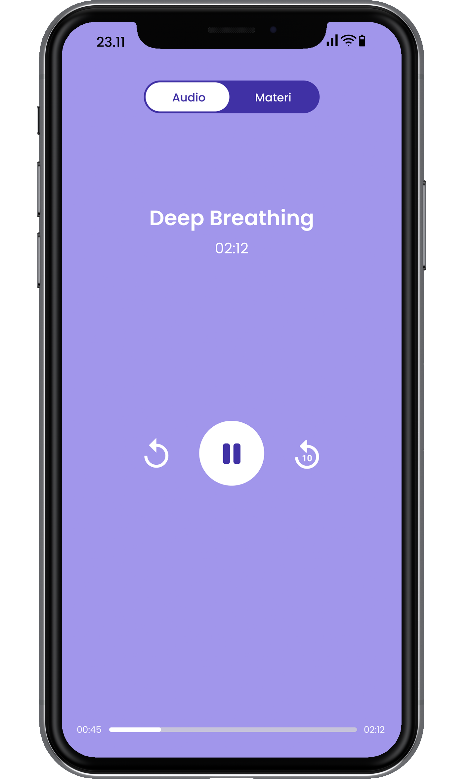 23.11
Audio Materi
Deep Breathing
02:12
10
00:45 02:12